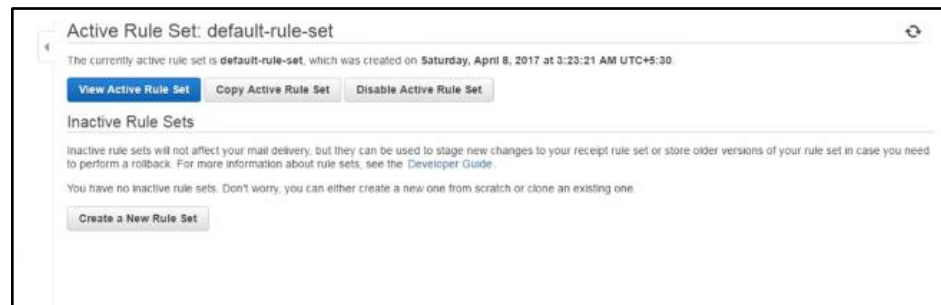 Active Rule Set: default-rule-set
The currently active rule set is default-rule-set, which was created on Saturday, April 8, 2017 at 3:23:21 AM UTC+5:30.
View Active Rule Set Copy Active Rule Set Disable Active Rule Set
Inactive Rule Sets
Inactive rule sets will not affect your mail delivery, but they can be used to stage new changes to your receipt rule set or store older versions of your rule set in case you need
to perform a rollback. For more information about rule sets, see the Developer Guide.
You have no inactive rule sets. Don't worry, you can either create a new one from scratch or clone an existing one.
Create a New Rule Set